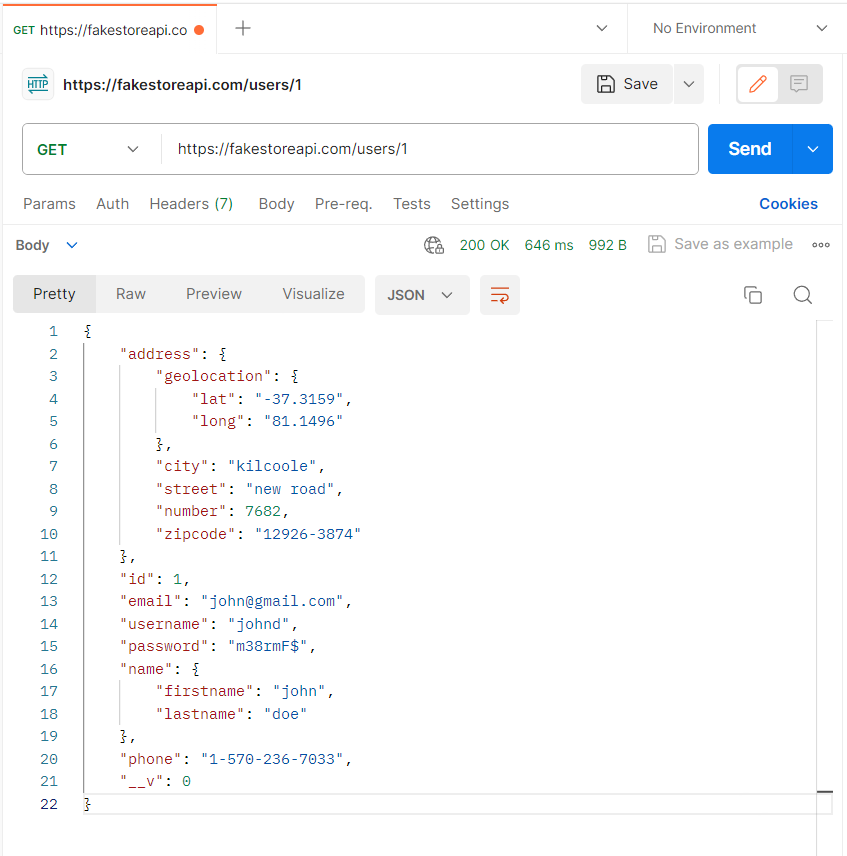 GET https://fakestoreapi.co
No Environment
HTTP https://fakestoreapi.com/users/1
Save
GET https://fakestoreapi.com/users/1 Send
Params Auth Headers (7) Body Pre-req. Tests Settings Cookies
Body 200 OK 646 ms 992 B Save as example
Pretty Raw Preview Visualize JSON
1 {
2 "address": {
3 "geolocation": {
4 "lat": "-37.3159",
5 "long": "81.1496"
6 },
7 "city": "kilcoole",
8 "street": "new road",
9 "number": 7682,
10 "zipcode": "12926-3874"
11 },
12 "id": 1,
13 "email": "john@gmail.com",
14 "username": "johnd",
15 "password": "m38rmF$",
16 "name": {
17 "firstname": "john",
18 "lastname": "doe"
19 },
20 "phone": "1-570-236-7033",
21 "__v": 0
22 }